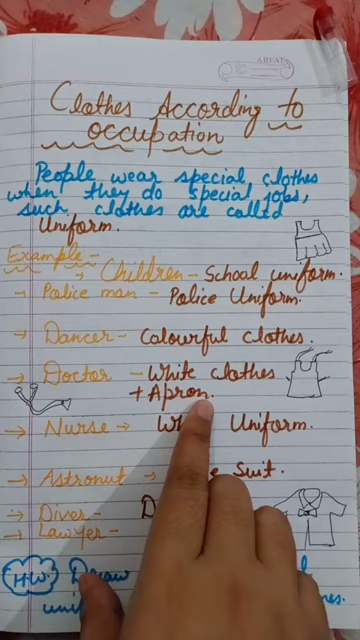 ARFAT
Clothes According to
occupation
People wear special clothes
when they do special jobs,
such clothes are called
Uniform.
Example -
→ Children - School uniform.
→ Police man - Police Uniform.
→ Dancer - Colourful clothes.
→ Doctor - White clothes
+ Apron.
→ Nurse → Uniform.
→ Astronut → Suit.
→ Diver -
→ Lawyer -
H.W. Draw